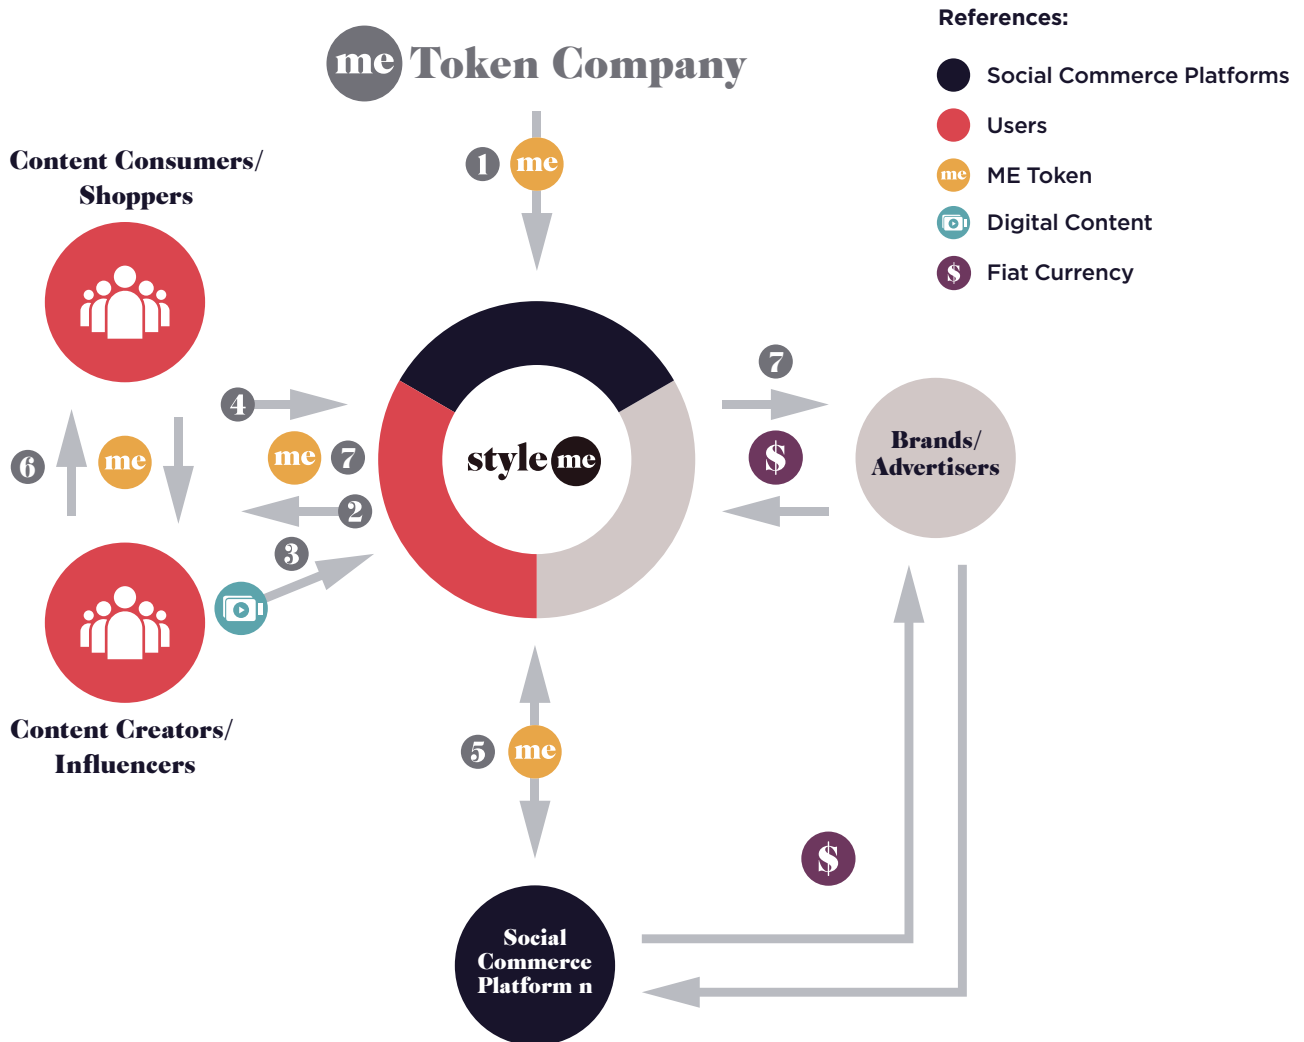 References:
me Token Company
Social Commerce Platforms
Users
me ME Token
Digital Content
$ Fiat Currency
1 me
Content Consumers/
Shoppers
4
7
6 me
me 7
style me
$
Brands/
Advertisers
2
3
Content Creators/
Influencers
5 me
$
Social
Commerce
Platform n